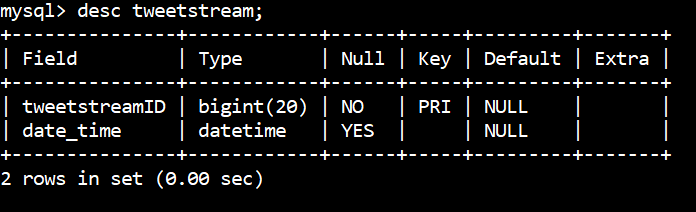 mysql> desc tweetstream;
+---------------+------------+------+-----+---------+-------+
| Field         | Type       | Null | Key | Default | Extra |
+---------------+------------+------+-----+---------+-------+
| tweetstreamID | bigint(20) | NO   | PRI | NULL    |       |
| date_time     | datetime   | YES  |     | NULL    |       |
+---------------+------------+------+-----+---------+-------+
2 rows in set (0.00 sec)